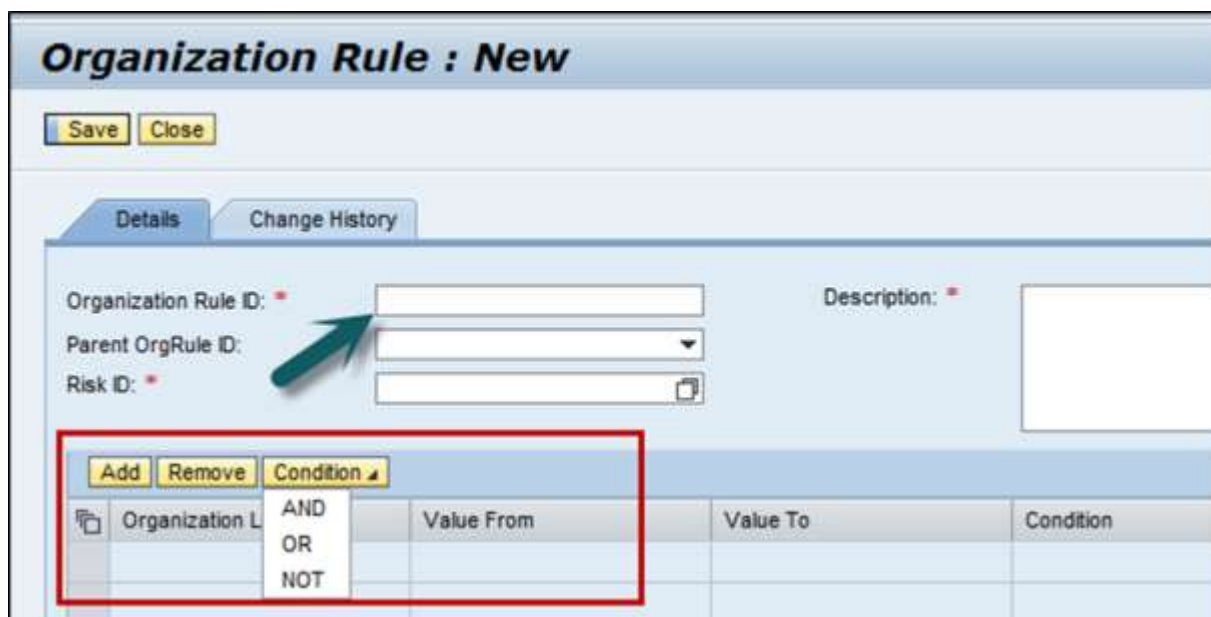 Organization Rule : New
Save Close
Details Change History
Organization Rule ID: * Description: *
Parent OrgRule ID:
Risk ID: *
Add Remove Condition
Organization L Value From Value To Condition
AND
OR
NOT